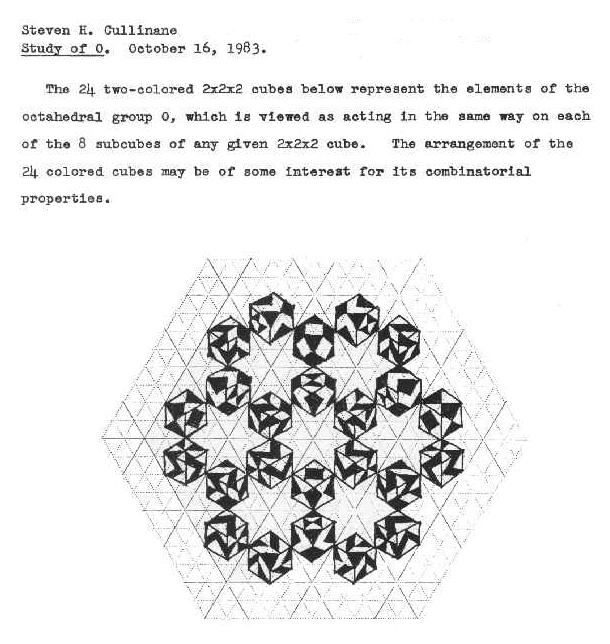 Steven H. Cullinane
Study of O. October 16, 1983.
The 24 two-colored 2x2x2 cubes below represent the elements of the
octahedral group O, which is viewed as acting in the same way on each
of the 8 subcubes of any given 2x2x2 cube. The arrangement of the
24 colored cubes may be of some interest for its combinatorial
properties.